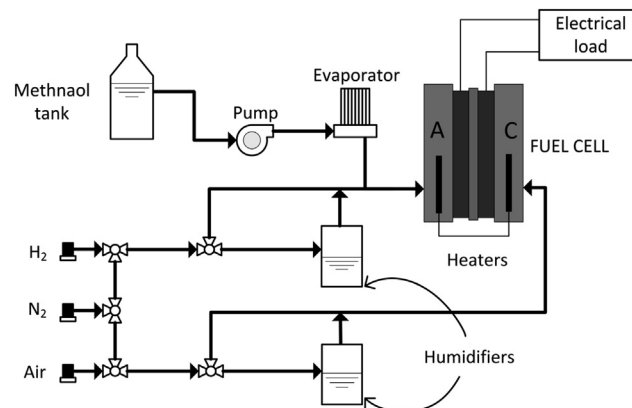 Electrical
load
Evaporator
Methnaol
tank
Pump
A
C
FUEL CELL
H₂
Heaters
N₂
Humidifiers
Air